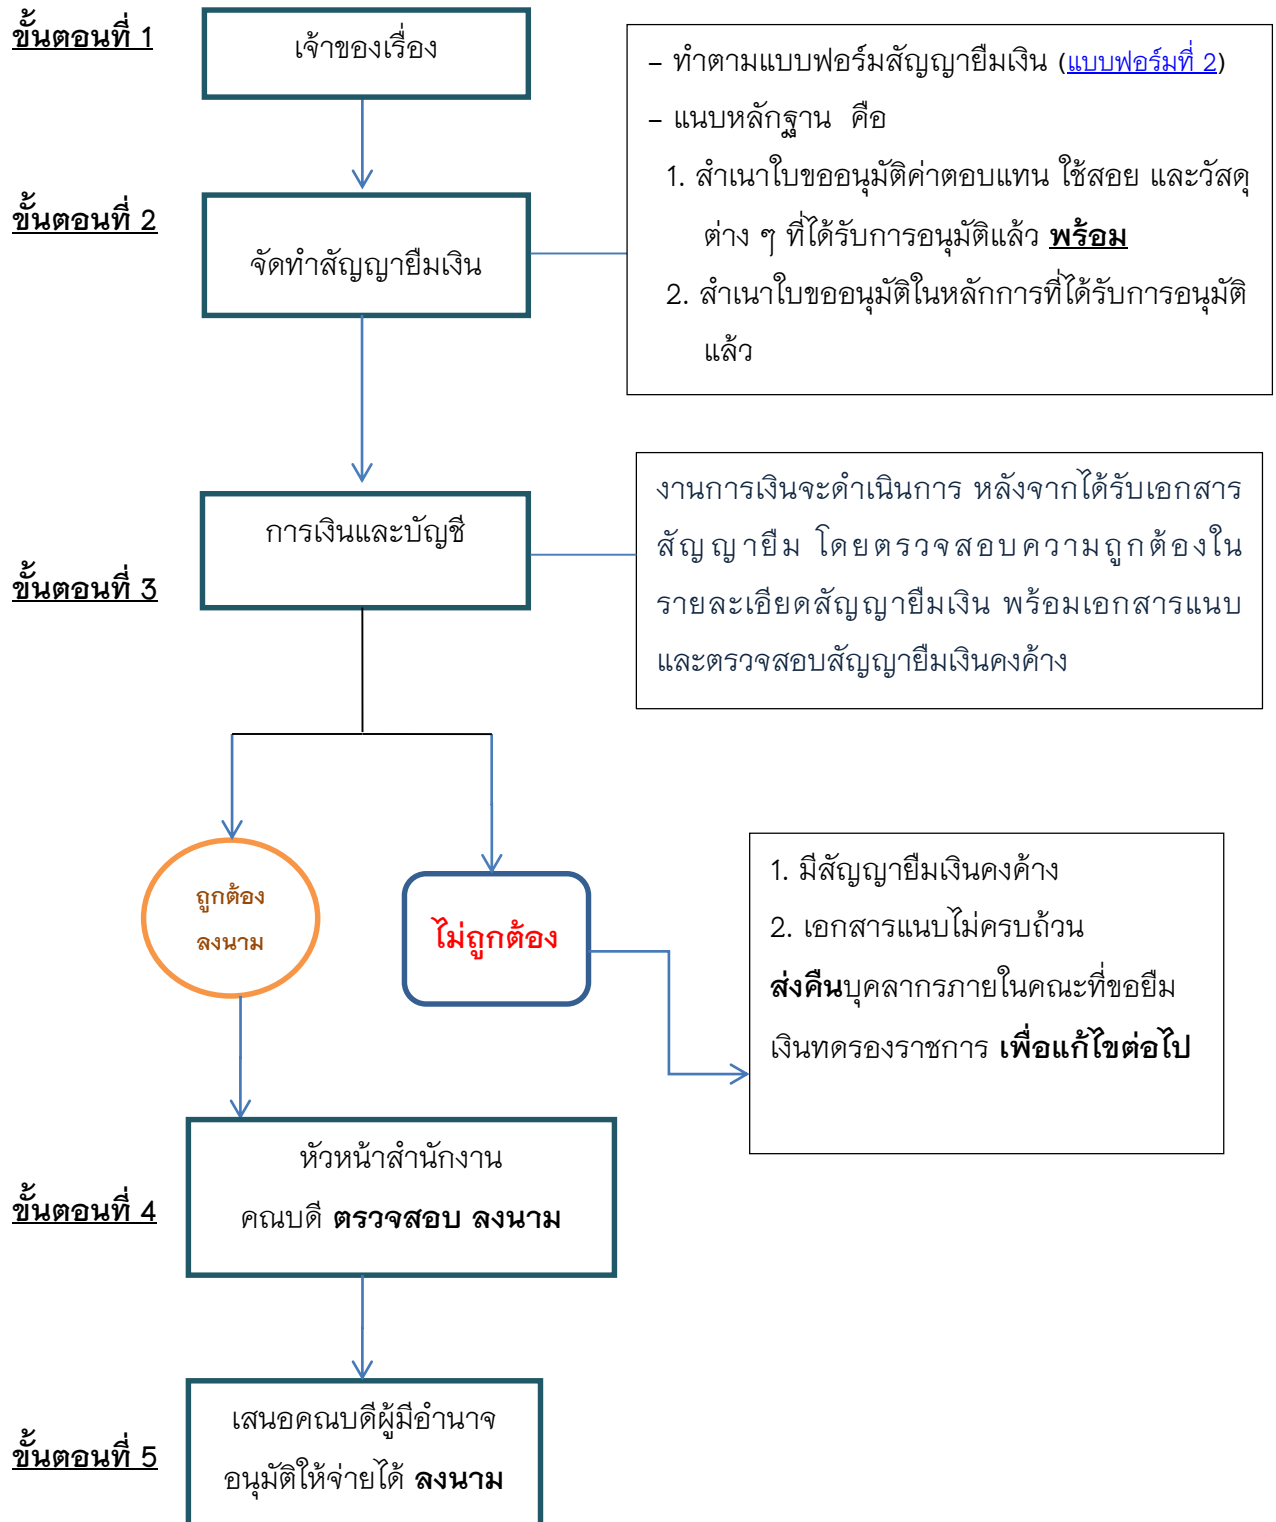 ขั้นตอนที่ 1
เจ้าของเรื่อง
ขั้นตอนที่ 2
จัดทำสัญญายืมเงิน
– ทำตามแบบฟอร์มสัญญายืมเงิน (แบบฟอร์มที่ 2)
– แนบหลักฐาน คือ
1. สำเนาใบขออนุมัติค่าตอบแทน ใช้สอย และวัสดุ
ต่าง ๆ ที่ได้รับการอนุมัติแล้ว พร้อม
2. สำเนาใบขออนุมัติในหลักการที่ได้รับการอนุมัติ
แล้ว
ขั้นตอนที่ 3
การเงินและบัญชี
งานการเงินจะดำเนินการ หลังจากได้รับเอกสาร
สัญญายืม โดยตรวจสอบความถูกต้องใน
รายละเอียดสัญญายืมเงิน พร้อมเอกสารแนบ
และตรวจสอบสัญญายืมเงินคงค้าง
ถูกต้อง
ลงนาม
ไม่ถูกต้อง
1. มีสัญญายืมเงินคงค้าง
2. เอกสารแนบไม่ครบถ้วน
ส่งคืนบุคลากรภายในคณะที่ขอยืม
เงินทดรองราชการ เพื่อแก้ไขต่อไป
ขั้นตอนที่ 4
หัวหน้าสำนักงาน
คณบดี ตรวจสอบ ลงนาม
ขั้นตอนที่ 5
เสนอคณบดีผู้มีอำนาจ
อนุมัติให้จ่ายได้ ลงนาม